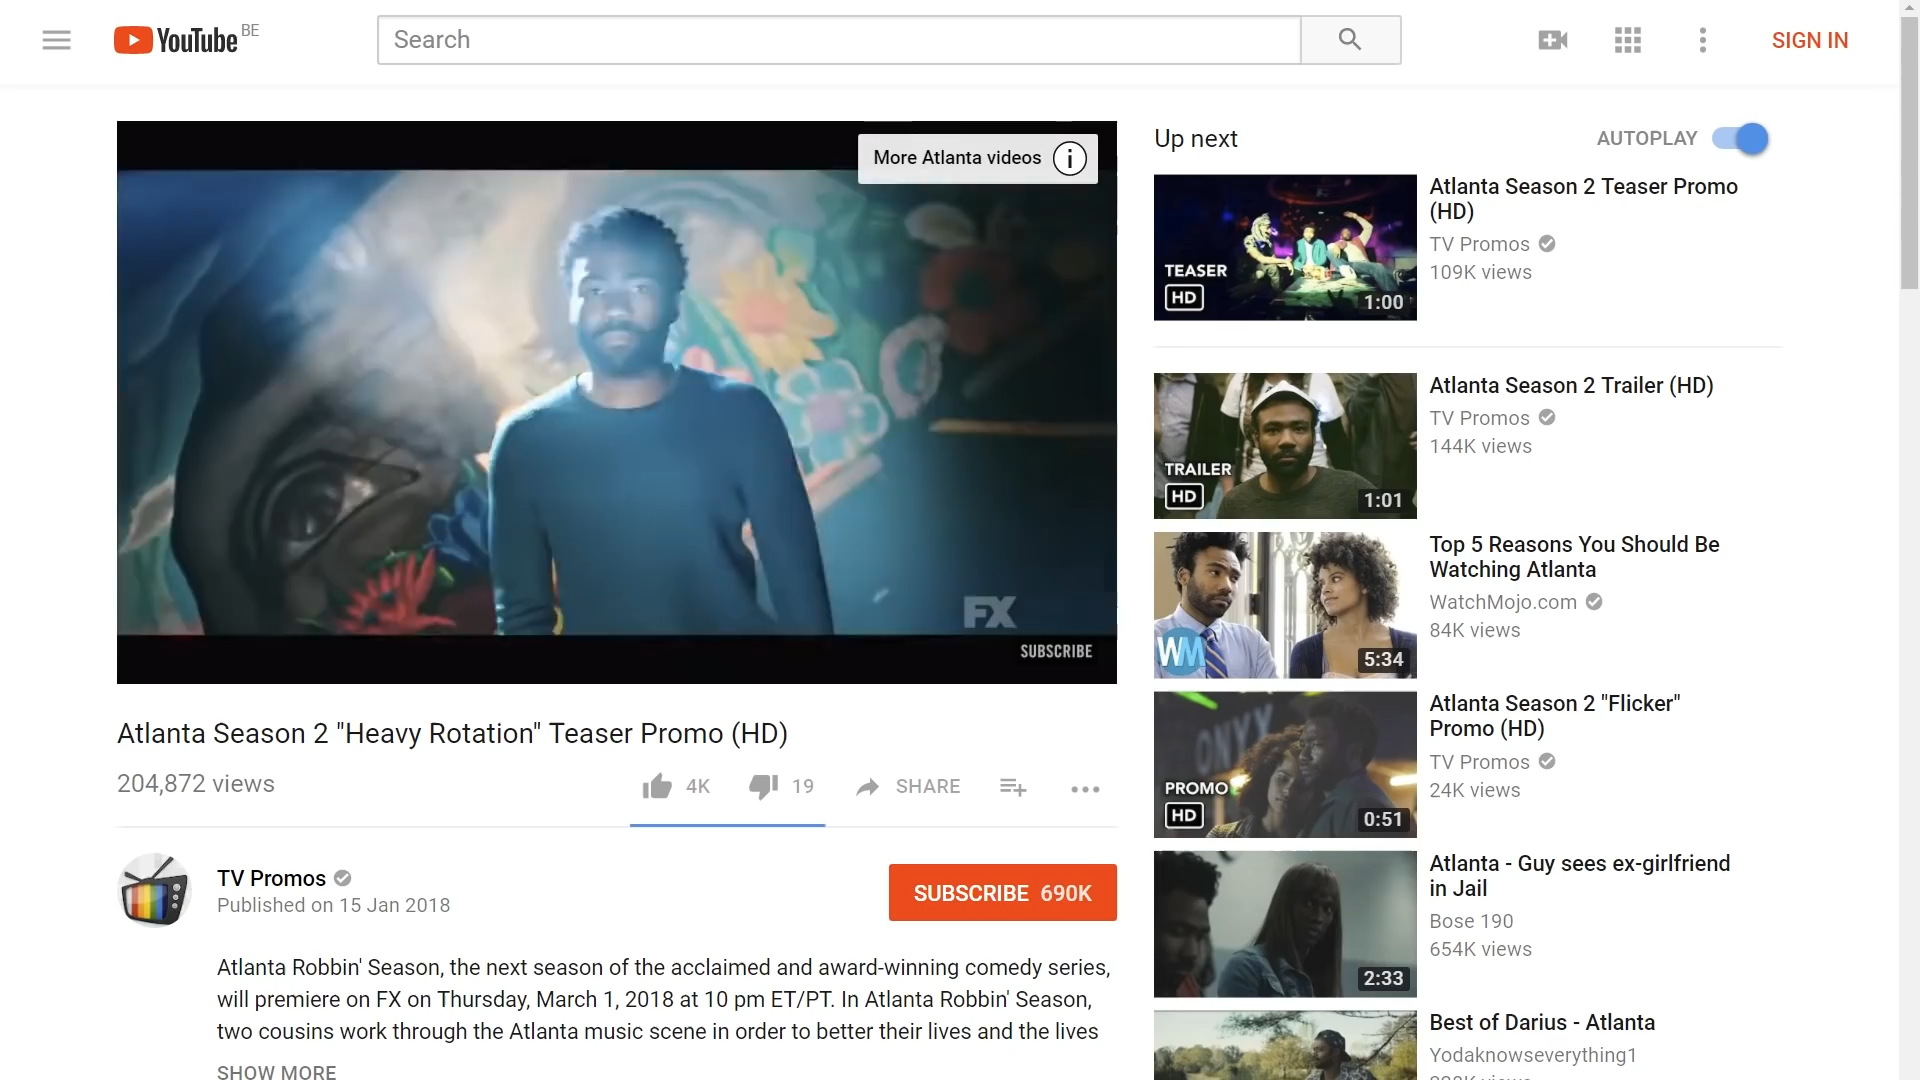 YouTube BE
Search
SIGN IN
More Atlanta videos
FX
SUBSCRIBE
Atlanta Season 2 "Heavy Rotation" Teaser Promo (HD)
204,872 views
4K
19
SHARE
TV Promos
Published on 15 Jan 2018
SUBSCRIBE 690K
Atlanta Robbin' Season, the next season of the acclaimed and award-winning comedy series,
will premiere on FX on Thursday, March 1, 2018 at 10 pm ET/PT. In Atlanta Robbin' Season,
two cousins work through the Atlanta music scene in order to better their lives and the lives
SHOW MORE
Up next
AUTOPLAY
TEASER
HD
1:00
Atlanta Season 2 Teaser Promo
(HD)
TV Promos
109K views
TRAILER
HD
1:01
Atlanta Season 2 Trailer (HD)
TV Promos
144K views
WM
5:34
Top 5 Reasons You Should Be
Watching Atlanta
WatchMojo.com
84K views
ONYX
PROMO
HD
0:51
Atlanta Season 2 "Flicker"
Promo (HD)
TV Promos
24K views
2:33
Atlanta - Guy sees ex-girlfriend
in Jail
Bose 190
654K views
Best of Darius - Atlanta
Yodaknowseverything1